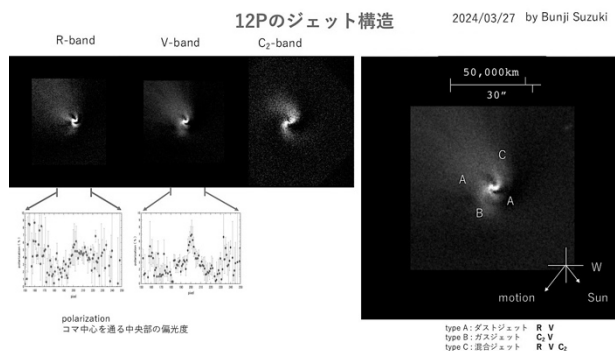 12Pのジェット構造
2024/03/27 by Bunji Suzuki
R-band
V-band
C₂-band
50,000km
30"
C
A
A
B
W
motion
Sun
polarization
コマ中心を通る中央部の偏光度
type A : ダストジェット R V
type B : ガスジェット C₂ V
type C : 混合ジェット R V C₂